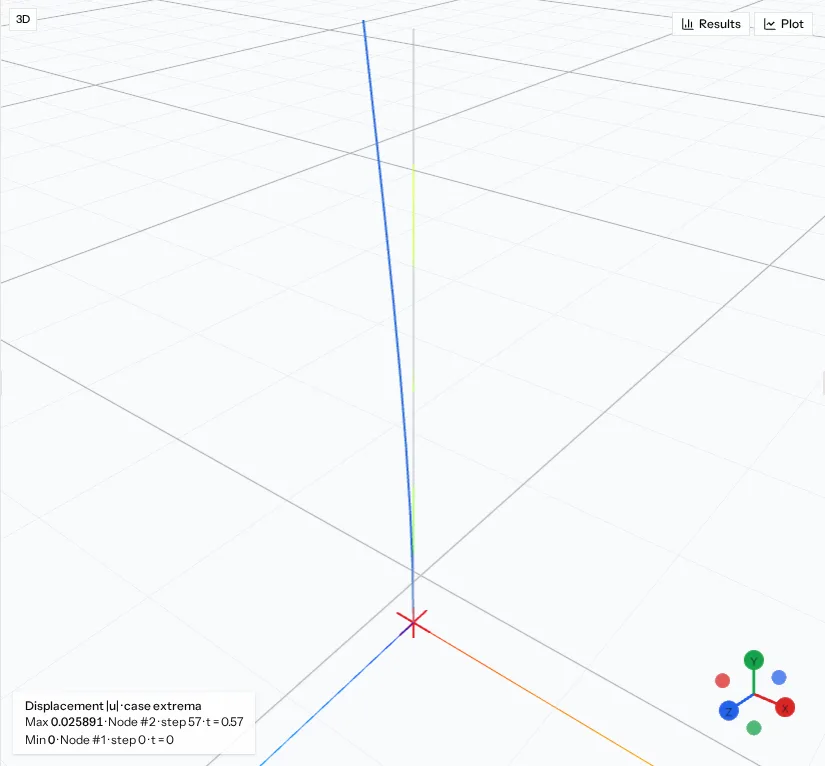 3D
Results
Plot
Y
Z
X
Displacement |u| · case extrema
Max 0.025891 · Node #2 · step 57 · t = 0.57
Min 0 · Node #1 · step 0 · t = 0